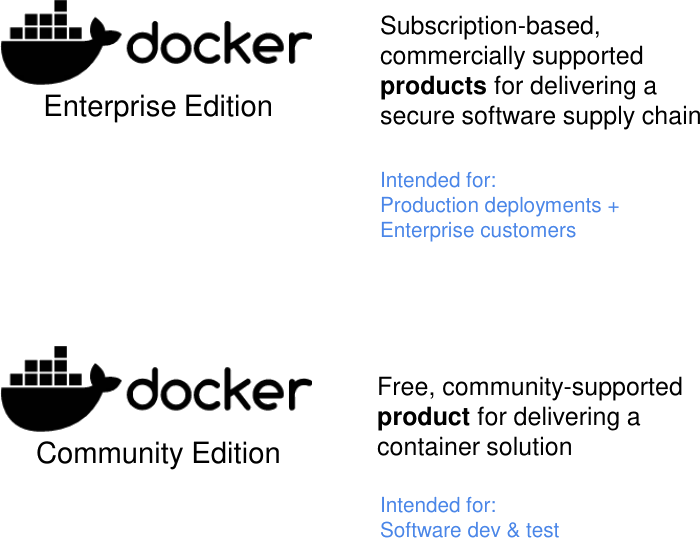 docker
Enterprise Edition
Subscription-based,
commercially supported
products for delivering a
secure software supply chain
Intended for:
Production deployments +
Enterprise customers
docker
Community Edition
Free, community-supported
product for delivering a
container solution
Intended for:
Software dev & test